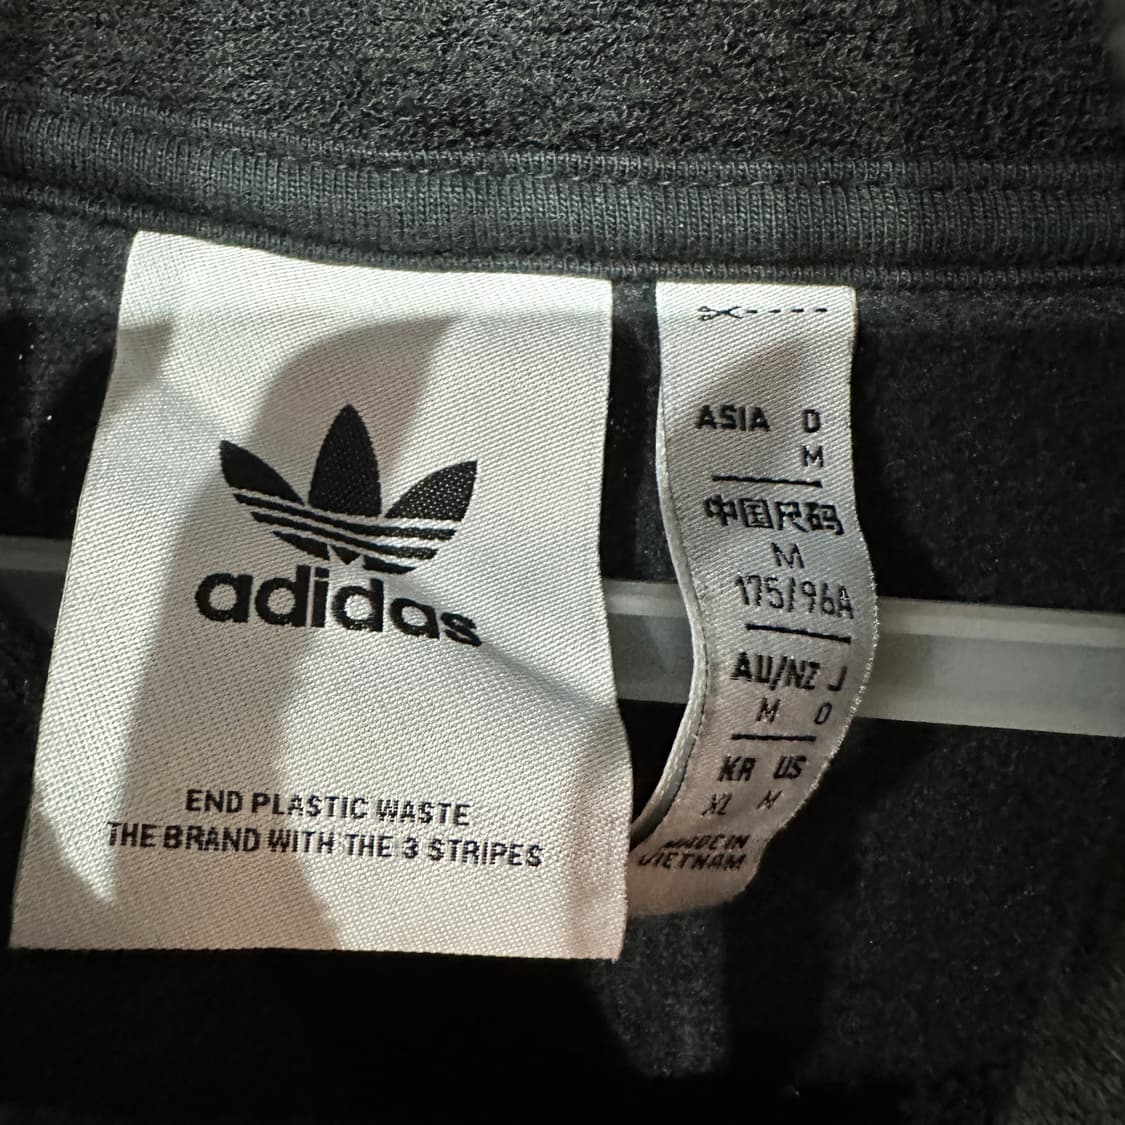 adidas
END PLASTIC WASTE
THE BRAND WITH THE 3 STRIPES
ASIA D
M
中国尺码
M
175/96A
AU/NZ J
M O
KR US
XL M
MADE IN
VIETNAM